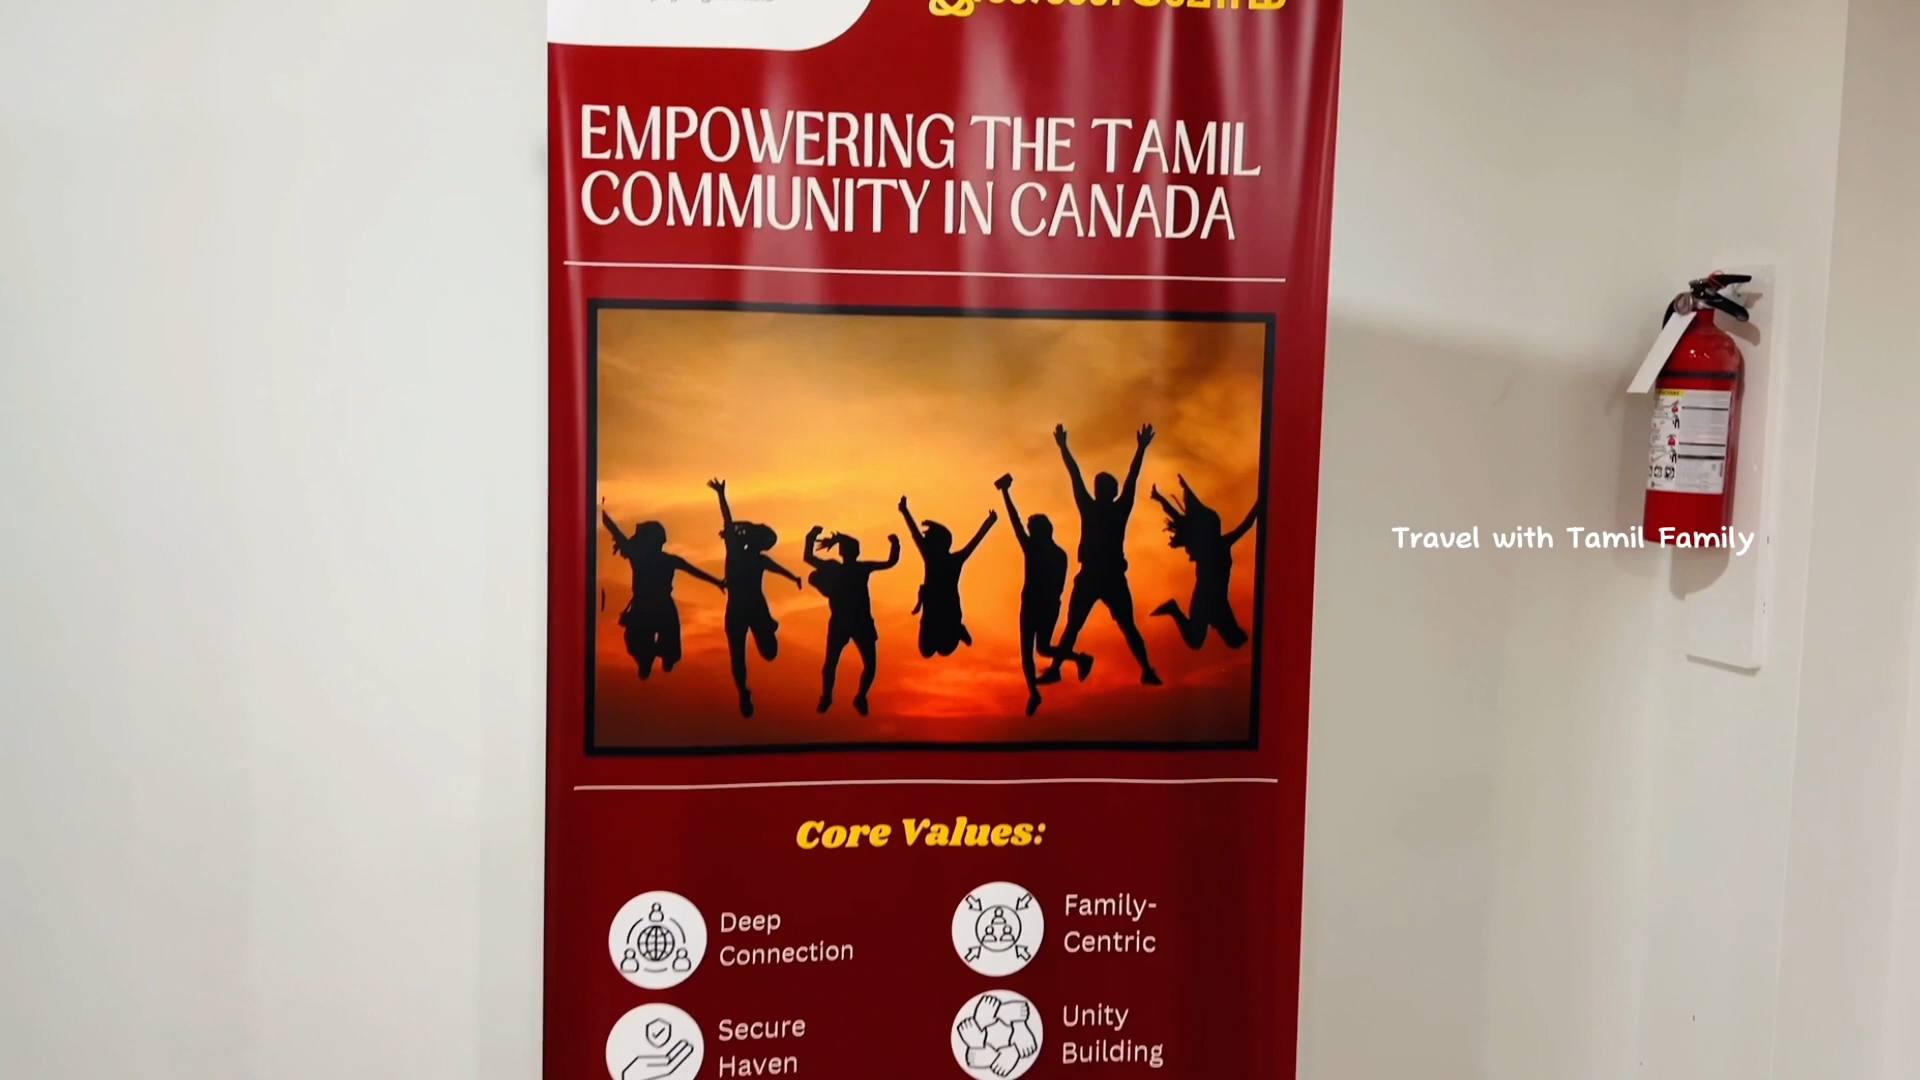 EMPOWERING THE TAMIL
COMMUNITY IN CANADA
Travel with Tamil Family
Core Values:
Deep
Connection
Family-
Centric
Secure
Haven
Unity
Building